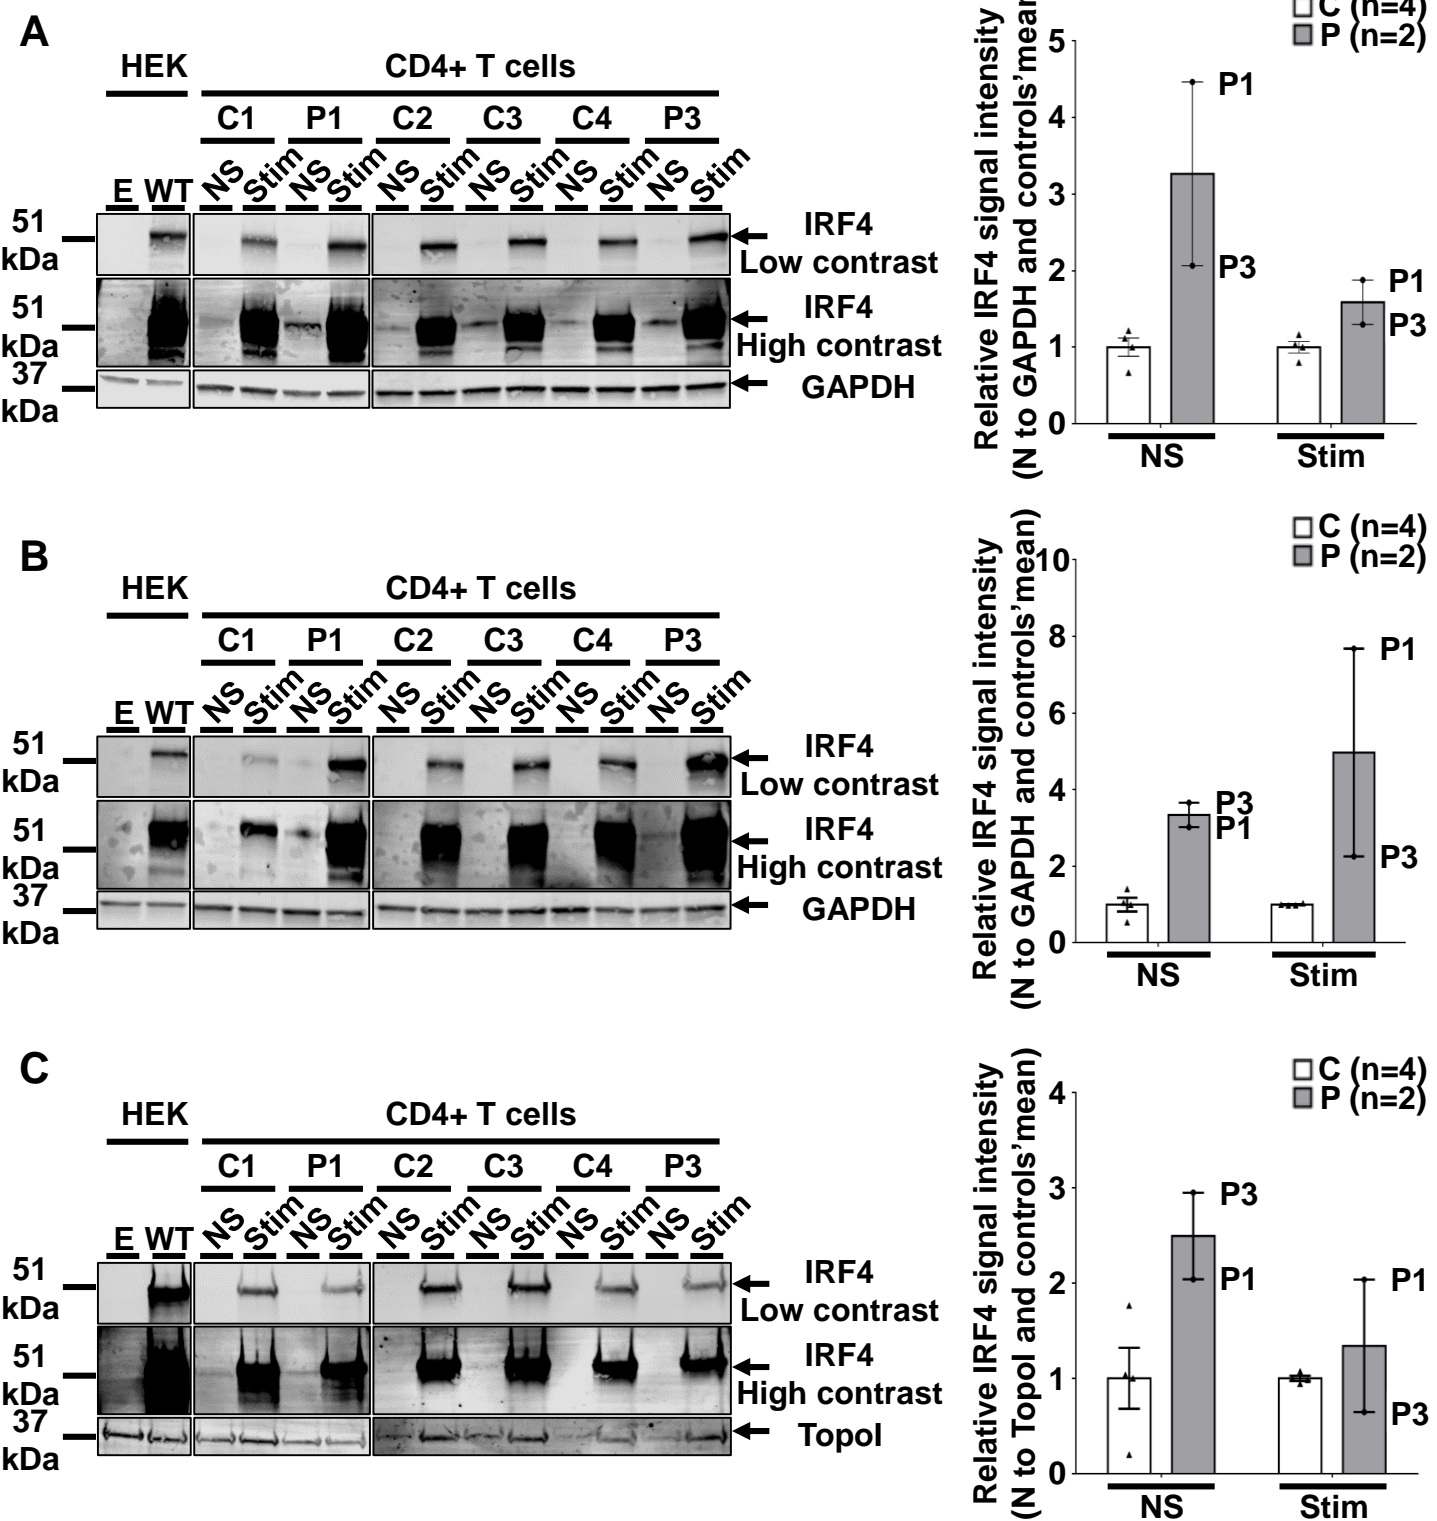 A
HEK
CD4+ T cells
C1 P1 C2 C3 C4 P3
E WT NS Stim NS Stim NS Stim NS Stim NS Stim NS Stim
51
kDa
IRF4
Low contrast
51
kDa
IRF4
High contrast
37
kDa
GAPDH
Relative IRF4 signal intensity
(N to GAPDH and controls'mean
C (n=4)
P (n=2)
5
4
3
2
1
0
P1
P3
P1
P3
NS
Stim
B
HEK
CD4+ T cells
C1 P1 C2 C3 C4 P3
E WT NS Stim NS Stim NS Stim NS Stim NS Stim NS Stim
51
kDa
IRF4
Low contrast
51
kDa
IRF4
High contrast
37
kDa
GAPDH
Relative IRF4 signal intensity
(N to GAPDH and controls'mean)
C (n=4)
P (n=2)
10
8
6
4
2
0
P3
P1
P1
P3
NS
Stim
C
HEK
CD4+ T cells
C1 P1 C2 C3 C4 P3
E WT NS Stim NS Stim NS Stim NS Stim NS Stim NS Stim
51
kDa
IRF4
Low contrast
51
kDa
IRF4
High contrast
37
kDa
TopoI
Relative IRF4 signal intensity
(N to TopoI and controls'mean)
C (n=4)
P (n=2)
4
3
2
1
0
P3
P1
P1
P3
NS
Stim